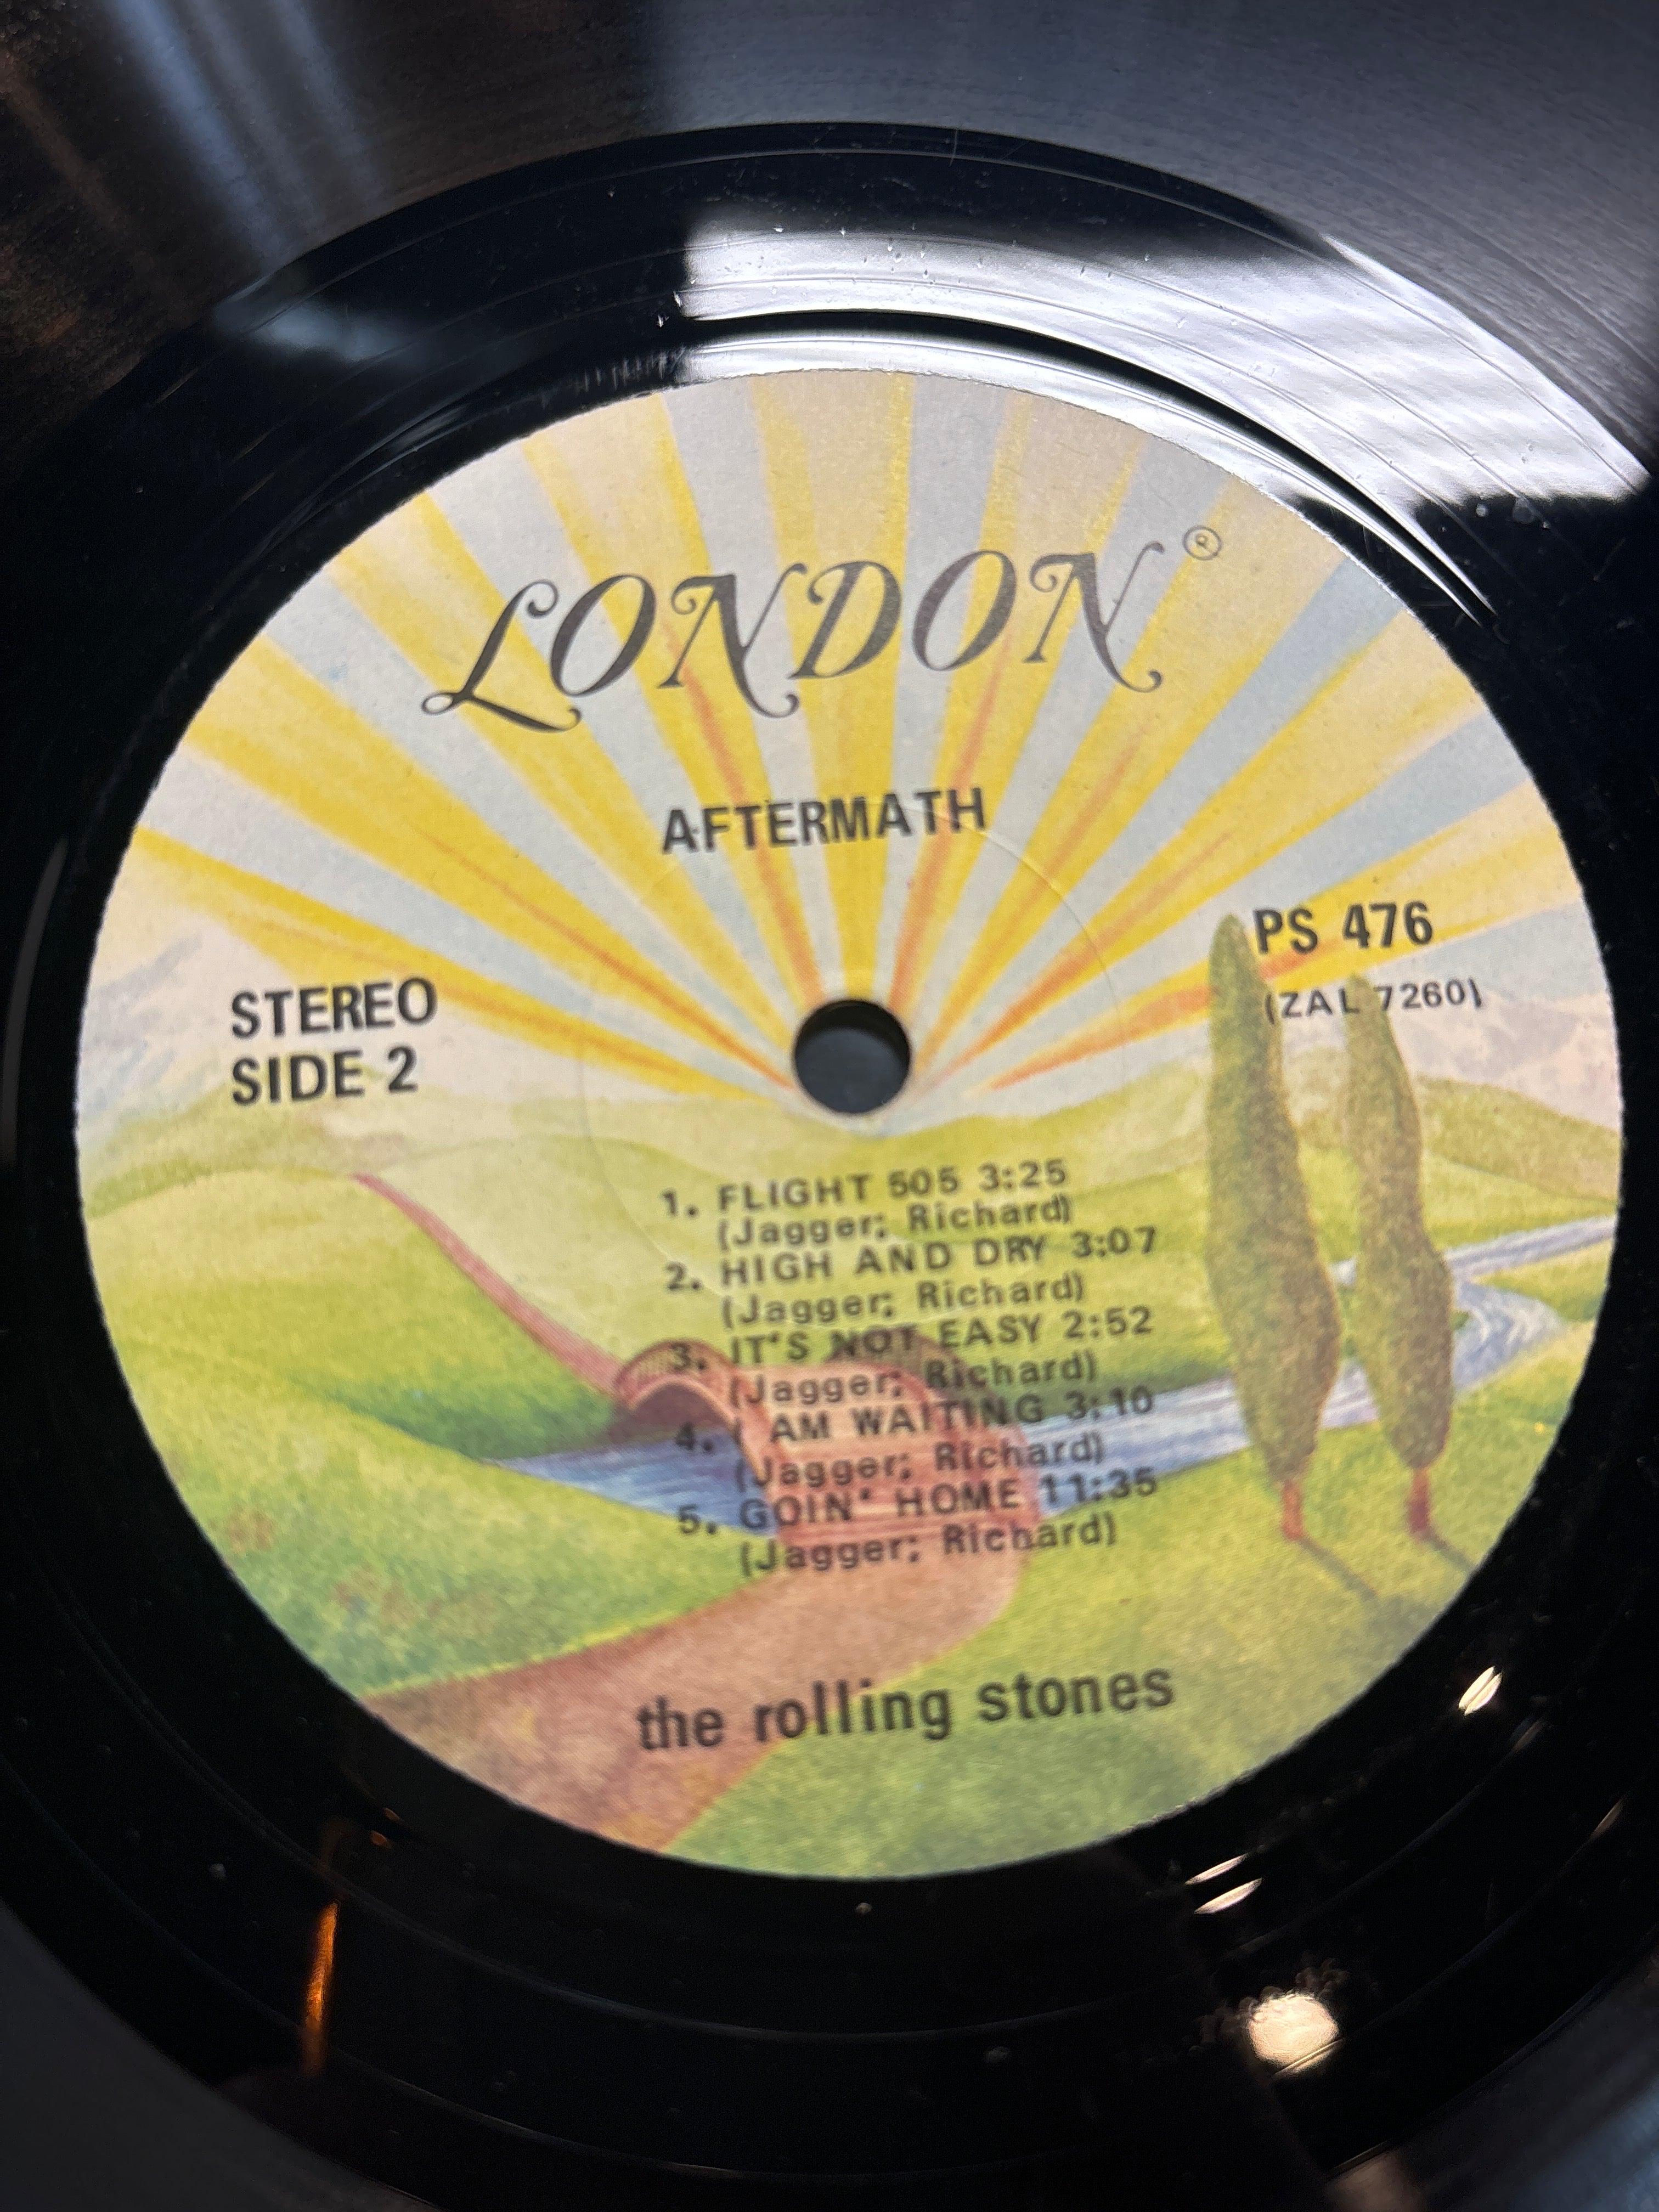 LONDON®
AFTERMATH
PS 476
(ZAL 7260)
STEREO
SIDE 2
1. FLIGHT 505 3:25
(Jagger; Richard)
2. HIGH AND DRY 3:07
(Jagger; Richard)
3. IT'S NOT EASY 2:52
(Jagger; Richard)
4. I AM WAITING 3:10
(Jagger; Richard)
5. GOIN' HOME 11:35
(Jagger; Richard)
the rolling stones